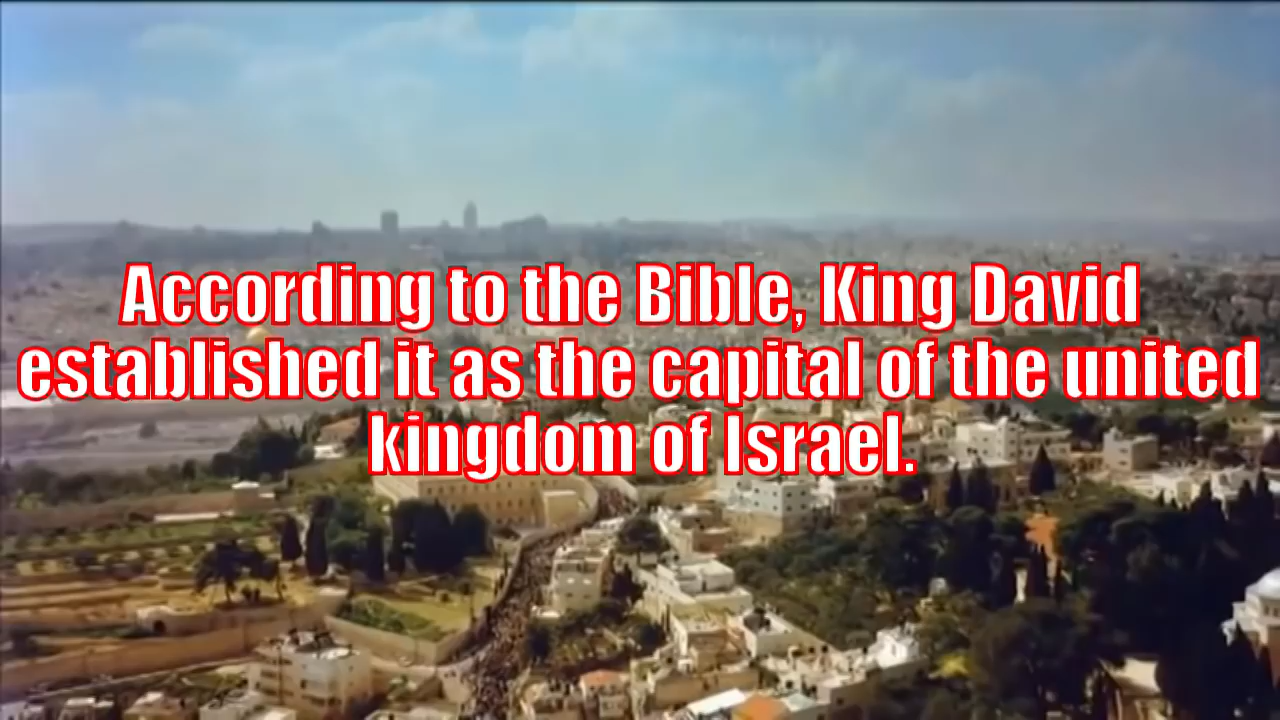 According to the Bible, King David
established it as the capital of the united
kingdom of Israel.